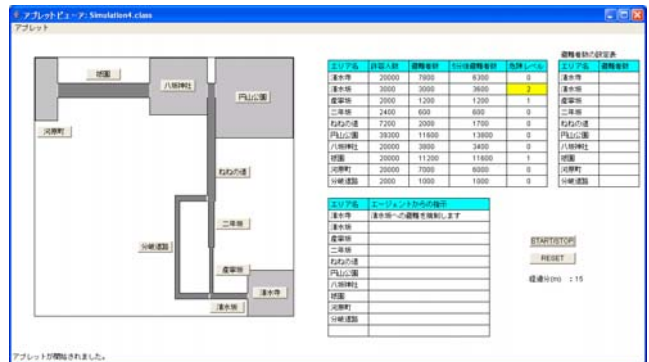 アプレットビューア: Simulation4.class
アプレット
祇園
八坂神社
円山公園
河原町
ねねの道
二年坂
分岐道路
産寧坂
清水寺
清水坂
エリア名 許容人数 避難者数 5分後避難者数 危険レベル
清水寺 20000 7800 6300 0
清水坂 3000 3000 3600 2
産寧坂 2000 1200 1200 1
二年坂 2400 600 600 0
ねねの道 7200 2000 1700 0
円山公園 39300 11600 13800 0
八坂神社 20000 3800 3400 0
祇園 20000 11200 11600 1
河原町 20000 7000 6000 0
分岐道路 2000 1000 1000 0
避難者数の設定表
エリア名 避難者数
清水寺
清水坂
産寧坂
二年坂
ねねの道
円山公園
八坂神社
祇園
河原町
分岐道路
エリア名 エージェントからの指示
清水寺 清水坂への避難を規制します
清水坂
産寧坂
二年坂
ねねの道
円山公園
八坂神社
祇園
河原町
分岐道路
START/STOP
RESET
経過分(m) : 15
アプレットが開始されました。